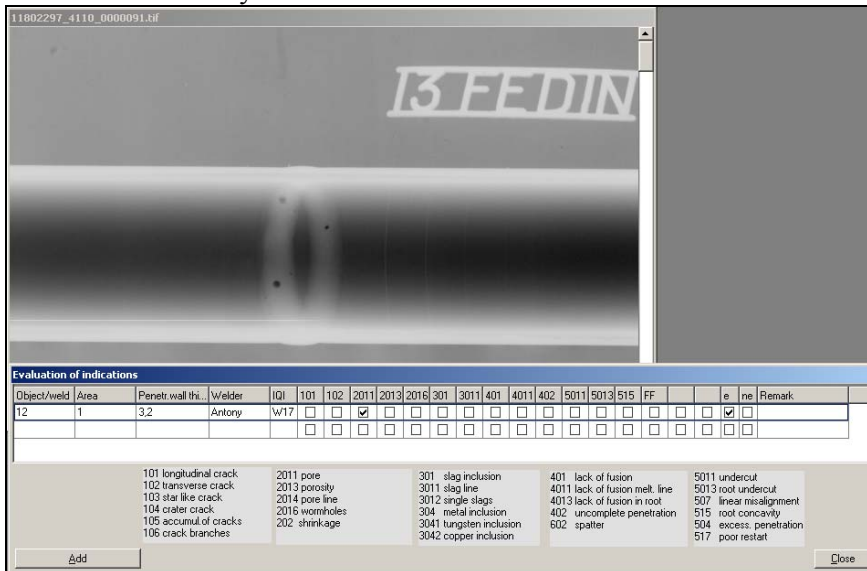 11802297_4110_0000091.tif
13 FEDIN
Evaluation of indications
Object/weld Area Penetr.wall thi... Welder IQI 101 102 2011 2013 2016 301 3011 401 4011 402 5011 5013 515 FF e ne Remark
12 1 3,2 Antony W17
101 longitudinal crack
102 transverse crack
103 star like crack
104 crater crack
105 accumul.of cracks
106 crack branches
2011 pore
2013 porosity
2014 pore line
2016 wormholes
202 shrinkage
301 slag inclusion
3011 slag line
3012 single slags
304 metal inclusion
3041 tungsten inclusion
3042 copper inclusion
401 lack of fusion
4011 lack of fusion melt. line
4013 lack of fusion in root
402 uncomplete penetration
602 spatter
5011 undercut
5013 root undercut
507 linear misalignment
515 root concavity
504 excess. penetration
517 poor restart
Add
Close